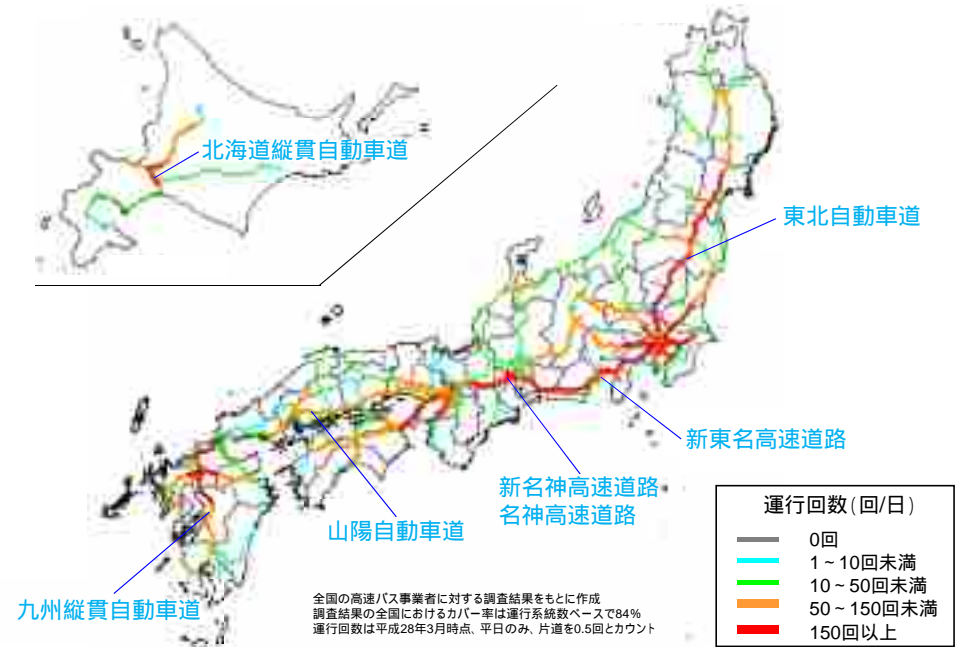 北海道縦貫自動車道
東北自動車道
新東名高速道路
新名神高速道路
名神高速道路
山陽自動車道
九州縦貫自動車道
運行回数(回/日)
0回
1~10回未満
10~50回未満
50~150回未満
150回以上
全国の高速バス事業者に対する調査結果をもとに作成
調査結果の全国におけるカバー率は運行系統数ベースで84%
運行回数は平成28年3月時点、平日のみ、片道を0.5回とカウント